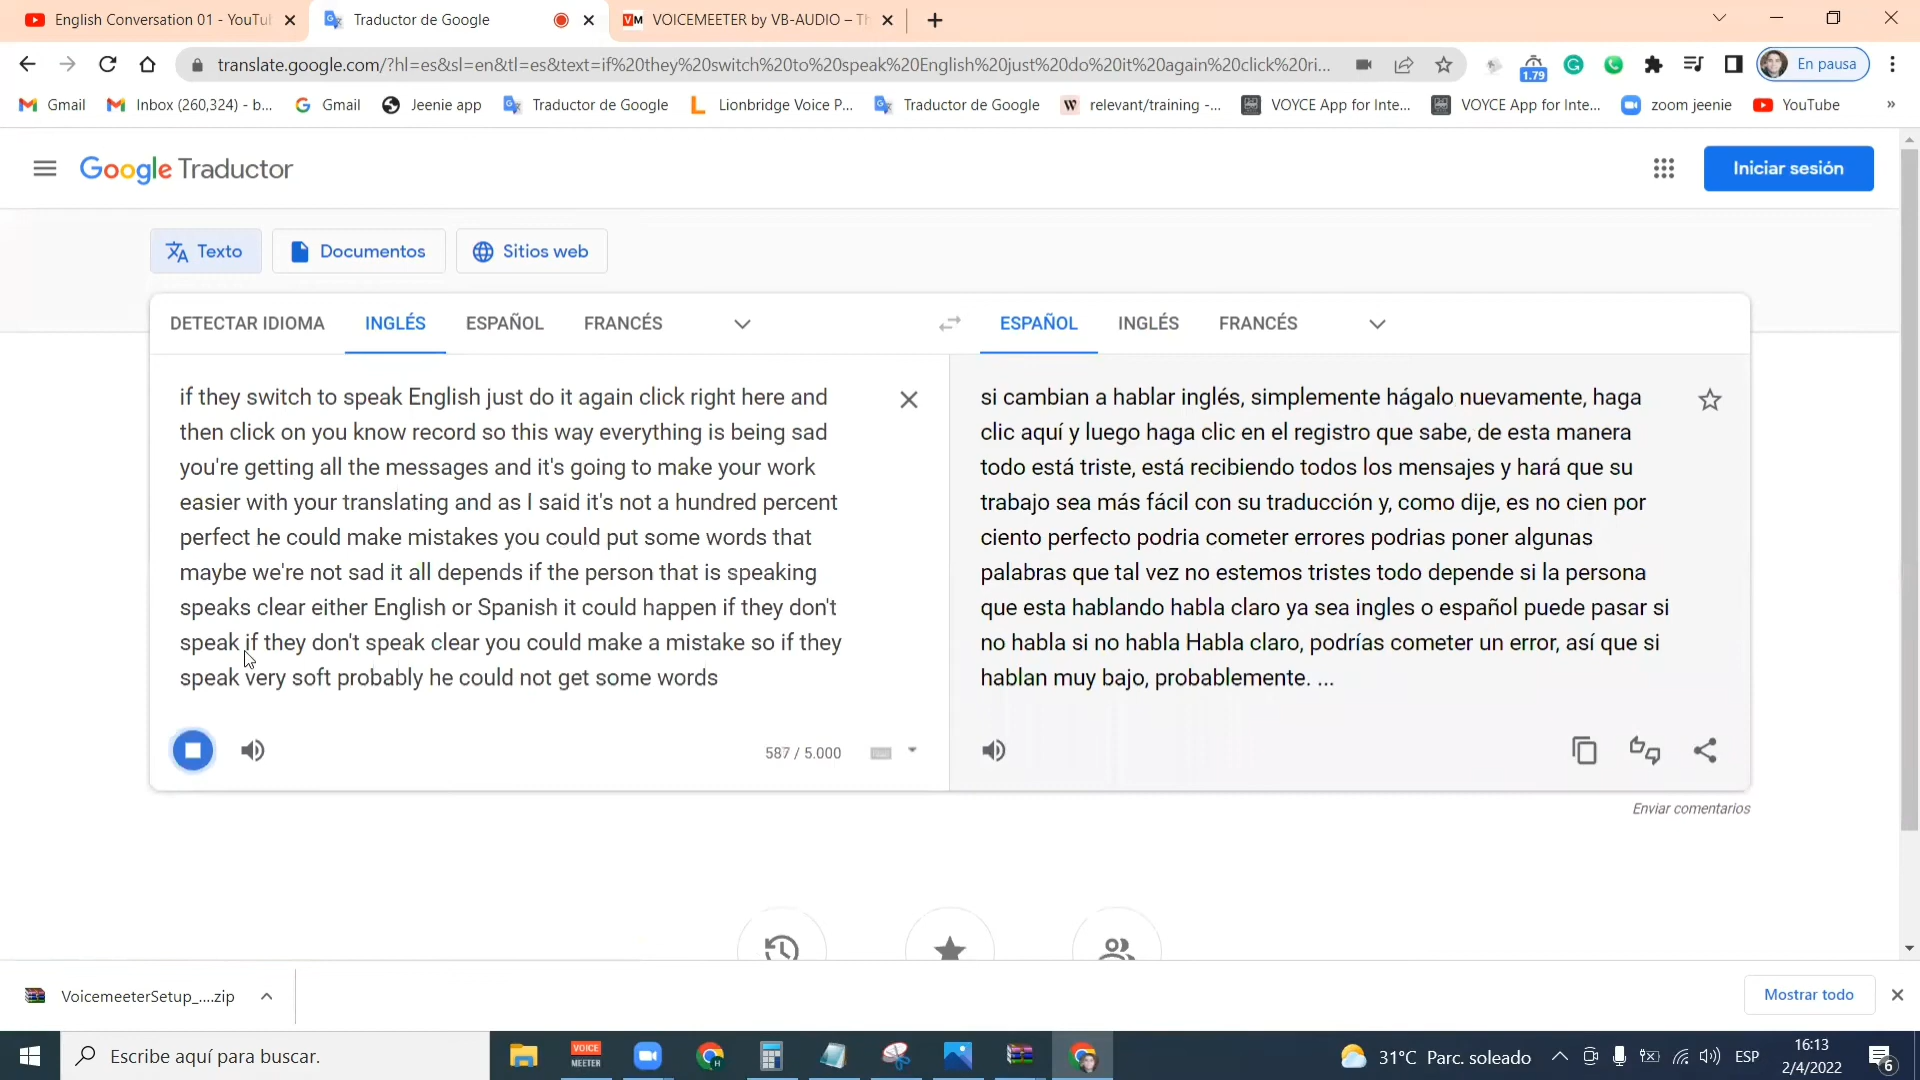 English Conversation 01 - YouTu
Traductor de Google
VOICEMEETER by VB-AUDIO – Th
translate.google.com/?hl=es&sl=en&tl=es&text=if%20they%20switch%20to%20speak%20English%20just%20do%20it%20again%20click%20ri...
1.79
En pausa
Gmail
Inbox (260,324) - b...
Gmail
Jeenie app
Traductor de Google
Lionbridge Voice P...
Traductor de Google
relevant/training -...
VOYCE App for Inte...
VOYCE App for Inte...
zoom jeenie
YouTube
»
Google Traductor
Iniciar sesión
Texto
Documentos
Sitios web
DETECTAR IDIOMA
INGLÉS
ESPAÑOL
FRANCÉS
ESPAÑOL
INGLÉS
FRANCÉS
if they switch to speak English just do it again click right here and
then click on you know record so this way everything is being sad
you're getting all the messages and it's going to make your work
easier with your translating and as I said it's not a hundred percent
perfect he could make mistakes you could put some words that
maybe we're not sad it all depends if the person that is speaking
speaks clear either English or Spanish it could happen if they don't
speak if they don't speak clear you could make a mistake so if they
speak very soft probably he could not get some words
587 / 5.000
si cambian a hablar inglés, simplemente hágalo nuevamente, haga
clic aquí y luego haga clic en el registro que sabe, de esta manera
todo está triste, está recibiendo todos los mensajes y hará que su
trabajo sea más fácil con su traducción y, como dije, es no cien por
ciento perfecto podria cometer errores podrias poner algunas
palabras que tal vez no estemos tristes todo depende si la persona
que esta hablando habla claro ya sea ingles o español puede pasar si
no habla si no habla Habla claro, podrías cometer un error, así que si
hablan muy bajo, probablemente. ...
Enviar comentarios
VoicemeeterSetup_....zip
Mostrar todo
Escribe aquí para buscar.
VOICE
MEETER
31°C Parc. soleado
ESP
16:13
2/4/2022
6